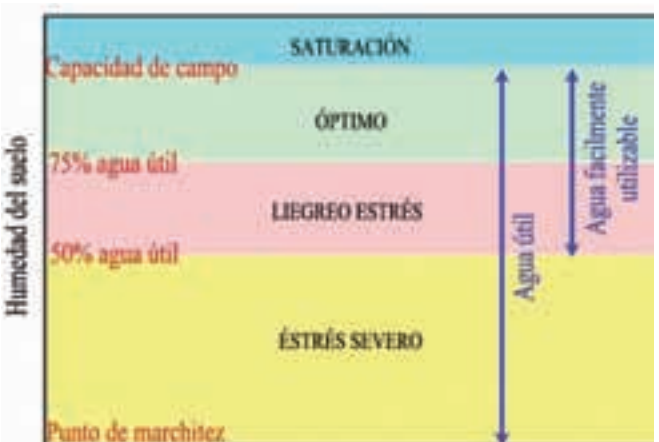 SATURACIÓN
Capacidad de campo
ÓPTIMO
75% agua útil
LIEGREO ESTRÉS
50% agua útil
ÉSTRÉS SEVERO
Punto de marchitez
Humedad del suelo
Agua útil
Agua facilmente
utilizable